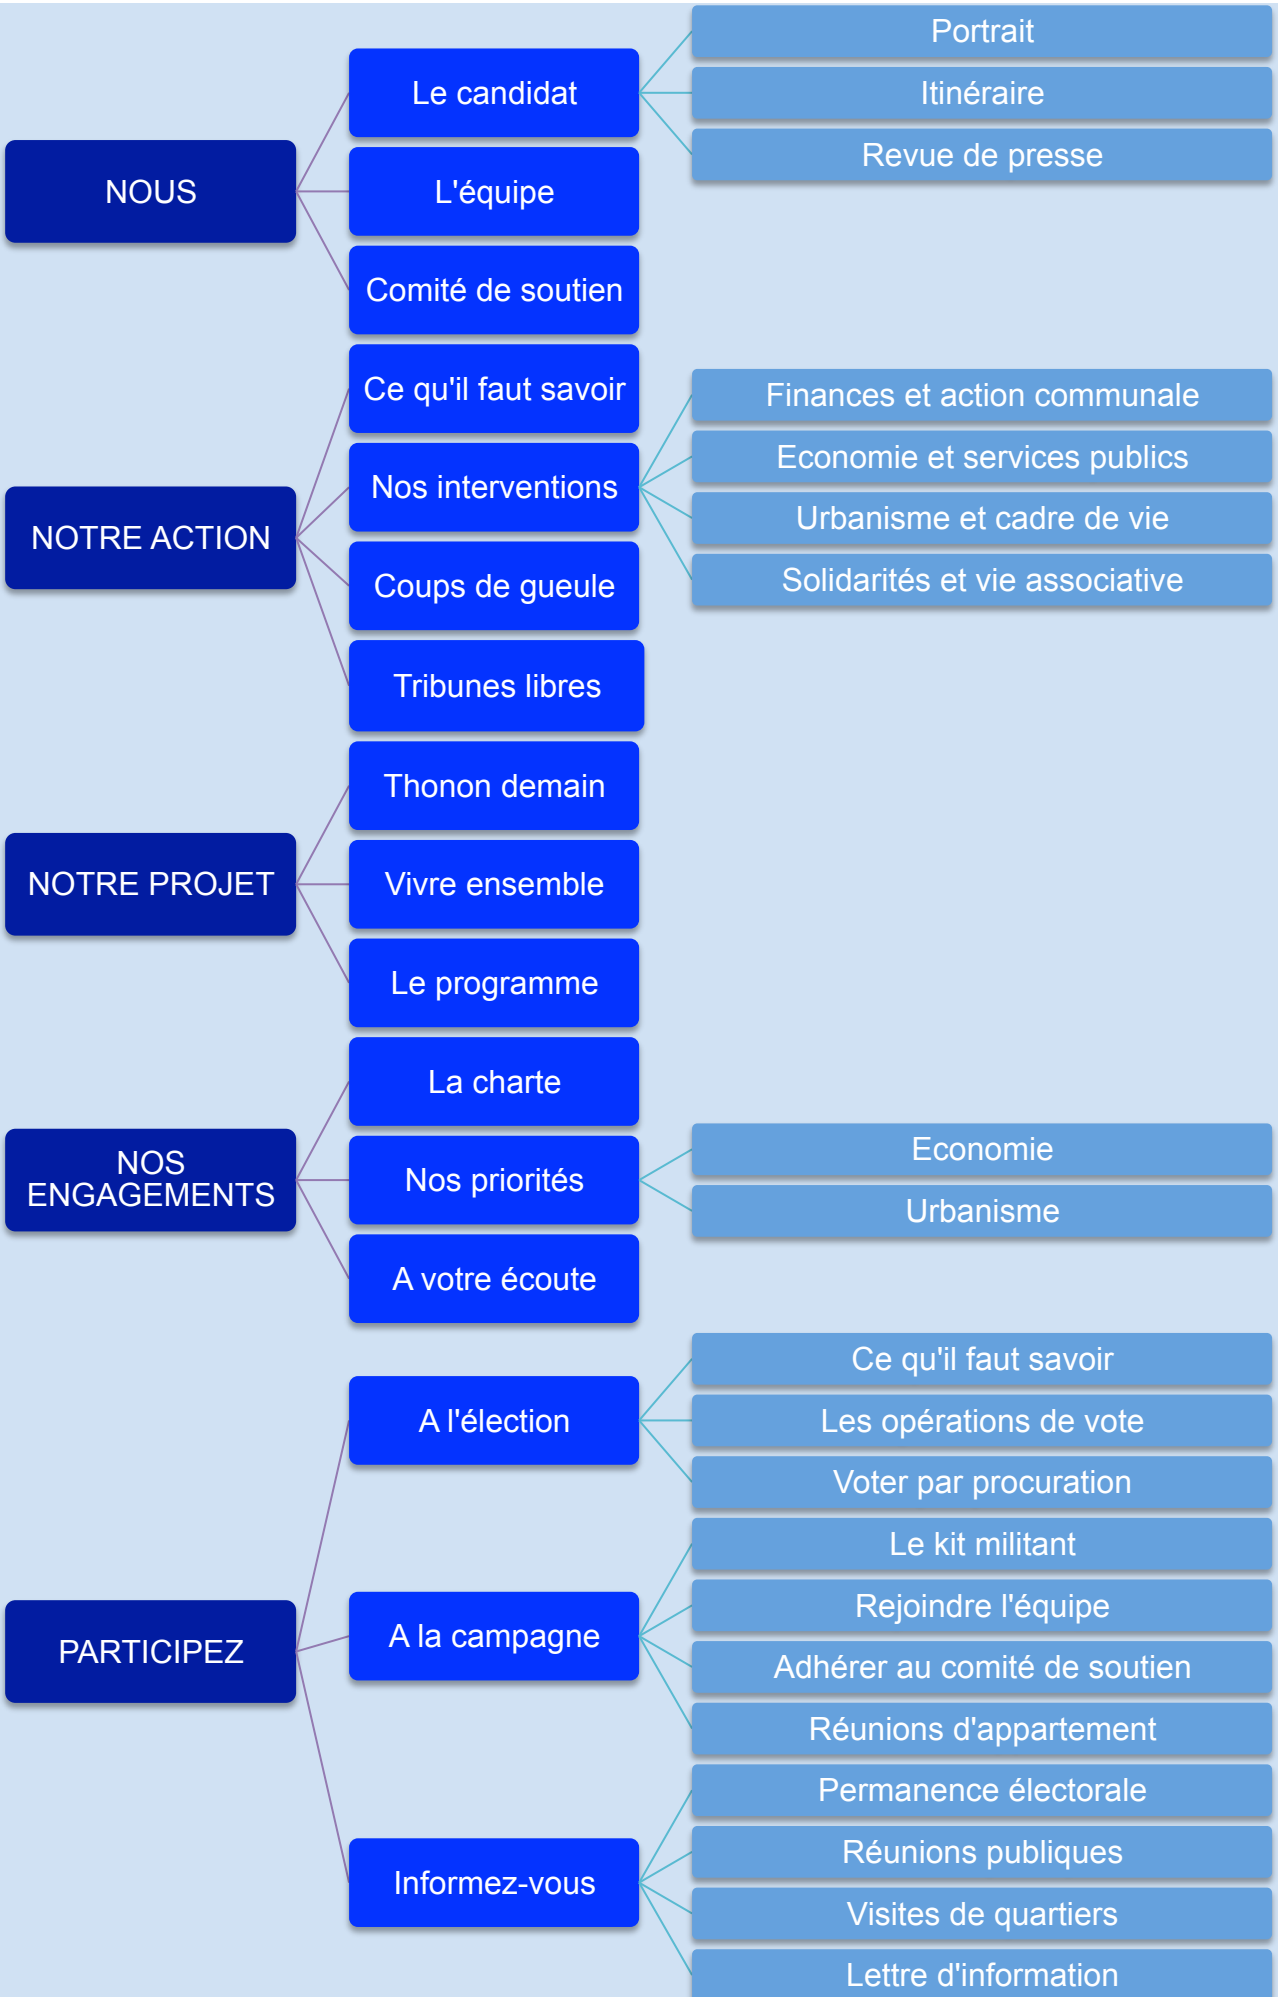 NOUS
Le candidat
Portrait
Itinéraire
Revue de presse
L'équipe
Comité de soutien
NOTRE ACTION
Ce qu'il faut savoir
Nos interventions
Finances et action communale
Economie et services publics
Urbanisme et cadre de vie
Solidarités et vie associative
Coups de gueule
Tribunes libres
NOTRE PROJET
Thonon demain
Vivre ensemble
Le programme
NOS
ENGAGEMENTS
La charte
Nos priorités
Economie
Urbanisme
A votre écoute
PARTICIPEZ
A l'élection
Ce qu'il faut savoir
Les opérations de vote
Voter par procuration
A la campagne
Le kit militant
Rejoindre l'équipe
Adhérer au comité de soutien
Réunions d'appartement
Informez-vous
Permanence électorale
Réunions publiques
Visites de quartiers
Lettre d'information